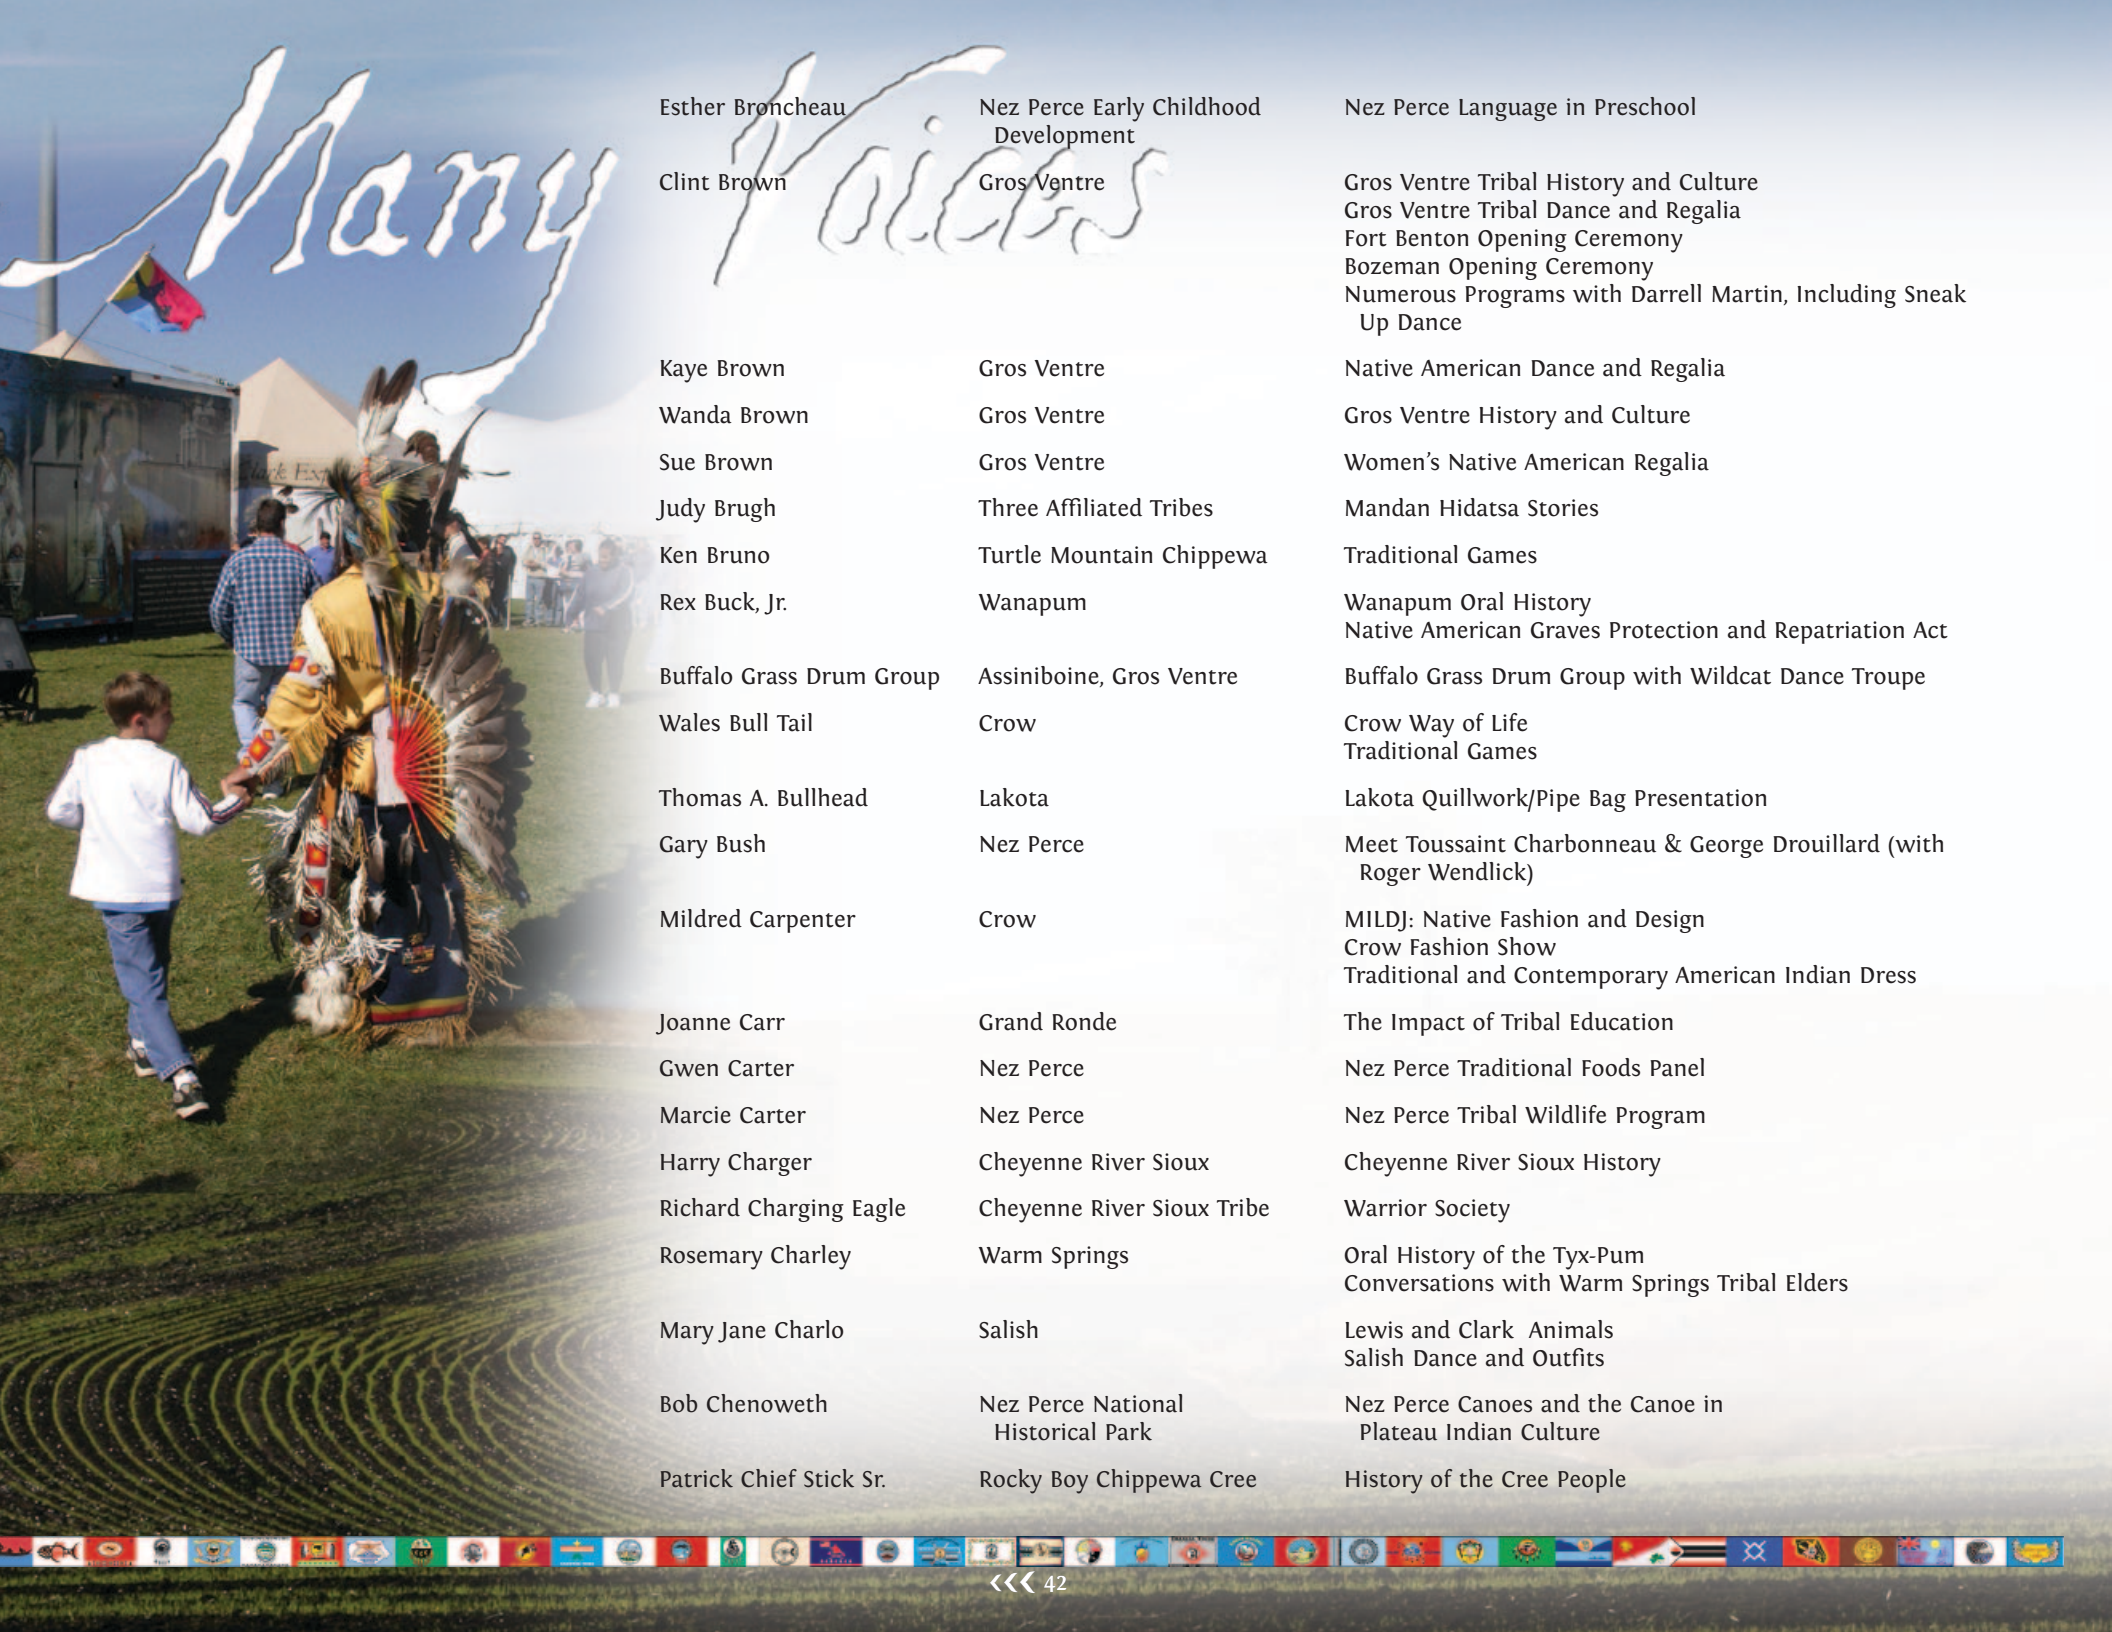 Many Voices
Esther Broncheau Nez Perce Early Childhood Nez Perce Language in Preschool
Development
Clint Brown Gros Ventre Gros Ventre Tribal History and Culture
Gros Ventre Tribal Dance and Regalia
Fort Benton Opening Ceremony
Bozeman Opening Ceremony
Numerous Programs with Darrell Martin, Including Sneak
Up Dance
Kaye Brown Gros Ventre Native American Dance and Regalia
Wanda Brown Gros Ventre Gros Ventre History and Culture
Sue Brown Gros Ventre Women's Native American Regalia
Judy Brugh Three Affiliated Tribes Mandan Hidatsa Stories
Ken Bruno Turtle Mountain Chippewa Traditional Games
Rex Buck, Jr. Wanapum Wanapum Oral History
Native American Graves Protection and Repatriation Act
Buffalo Grass Drum Group Assiniboine, Gros Ventre Buffalo Grass Drum Group with Wildcat Dance Troupe
Wales Bull Tail Crow Crow Way of Life
Traditional Games
Thomas A. Bullhead Lakota Lakota Quillwork/Pipe Bag Presentation
Gary Bush Nez Perce Meet Toussaint Charbonneau & George Drouillard (with
Roger Wendlick)
Mildred Carpenter Crow MILDJ: Native Fashion and Design
Crow Fashion Show
Traditional and Contemporary American Indian Dress
Joanne Carr Grand Ronde The Impact of Tribal Education
Gwen Carter Nez Perce Nez Perce Traditional Foods Panel
Marcie Carter Nez Perce Nez Perce Tribal Wildlife Program
Harry Charger Cheyenne River Sioux Cheyenne River Sioux History
Richard Charging Eagle Cheyenne River Sioux Tribe Warrior Society
Rosemary Charley Warm Springs Oral History of the Tyx-Pum
Conversations with Warm Springs Tribal Elders
Mary Jane Charlo Salish Lewis and Clark Animals
Salish Dance and Outfits
Bob Chenoweth Nez Perce National Nez Perce Canoes and the Canoe in
Historical Park Plateau Indian Culture
Patrick Chief Stick Sr. Rocky Boy Chippewa Cree History of the Cree People
42